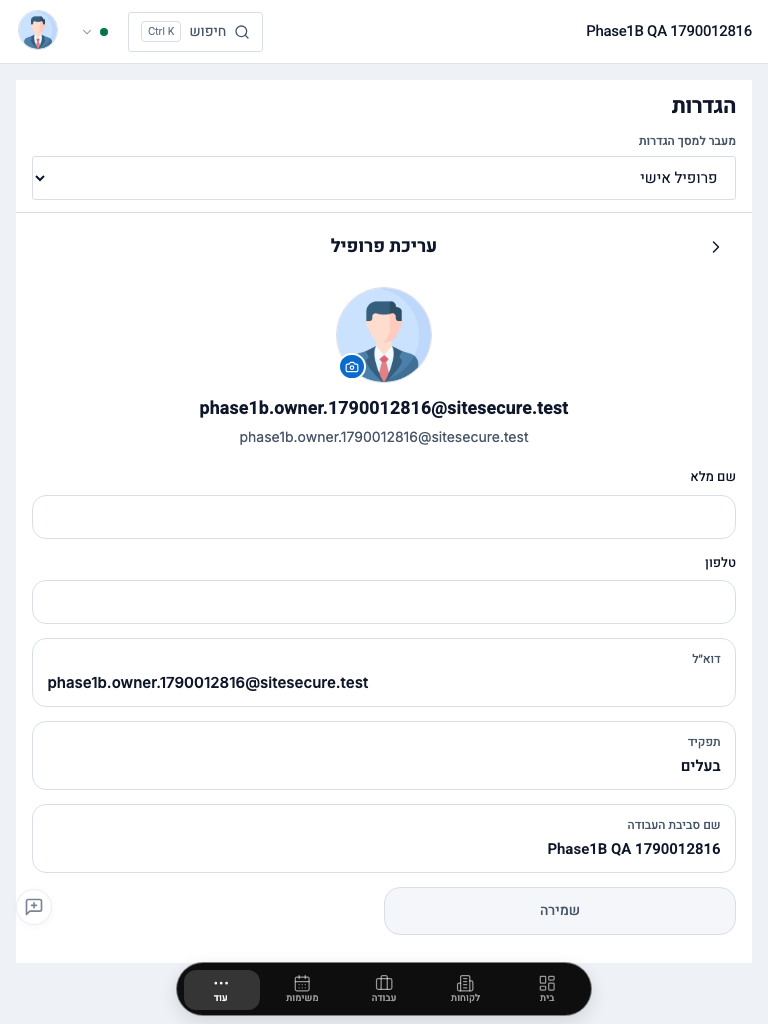 Phase1B QA 1790012816
חיפוש
Ctrl K
הגדרות
מעבר למסך הגדרות
פרופיל אישי
עריכת פרופיל
phase1b.owner.1790012816@sitesecure.test
phase1b.owner.1790012816@sitesecure.test
שם מלא
טלפון
דוא״ל
phase1b.owner.1790012816@sitesecure.test
תפקיד
בעלים
שם סביבת העבודה
Phase1B QA 1790012816
שמירה
בית
לקוחות
עבודה
משימות
עוד